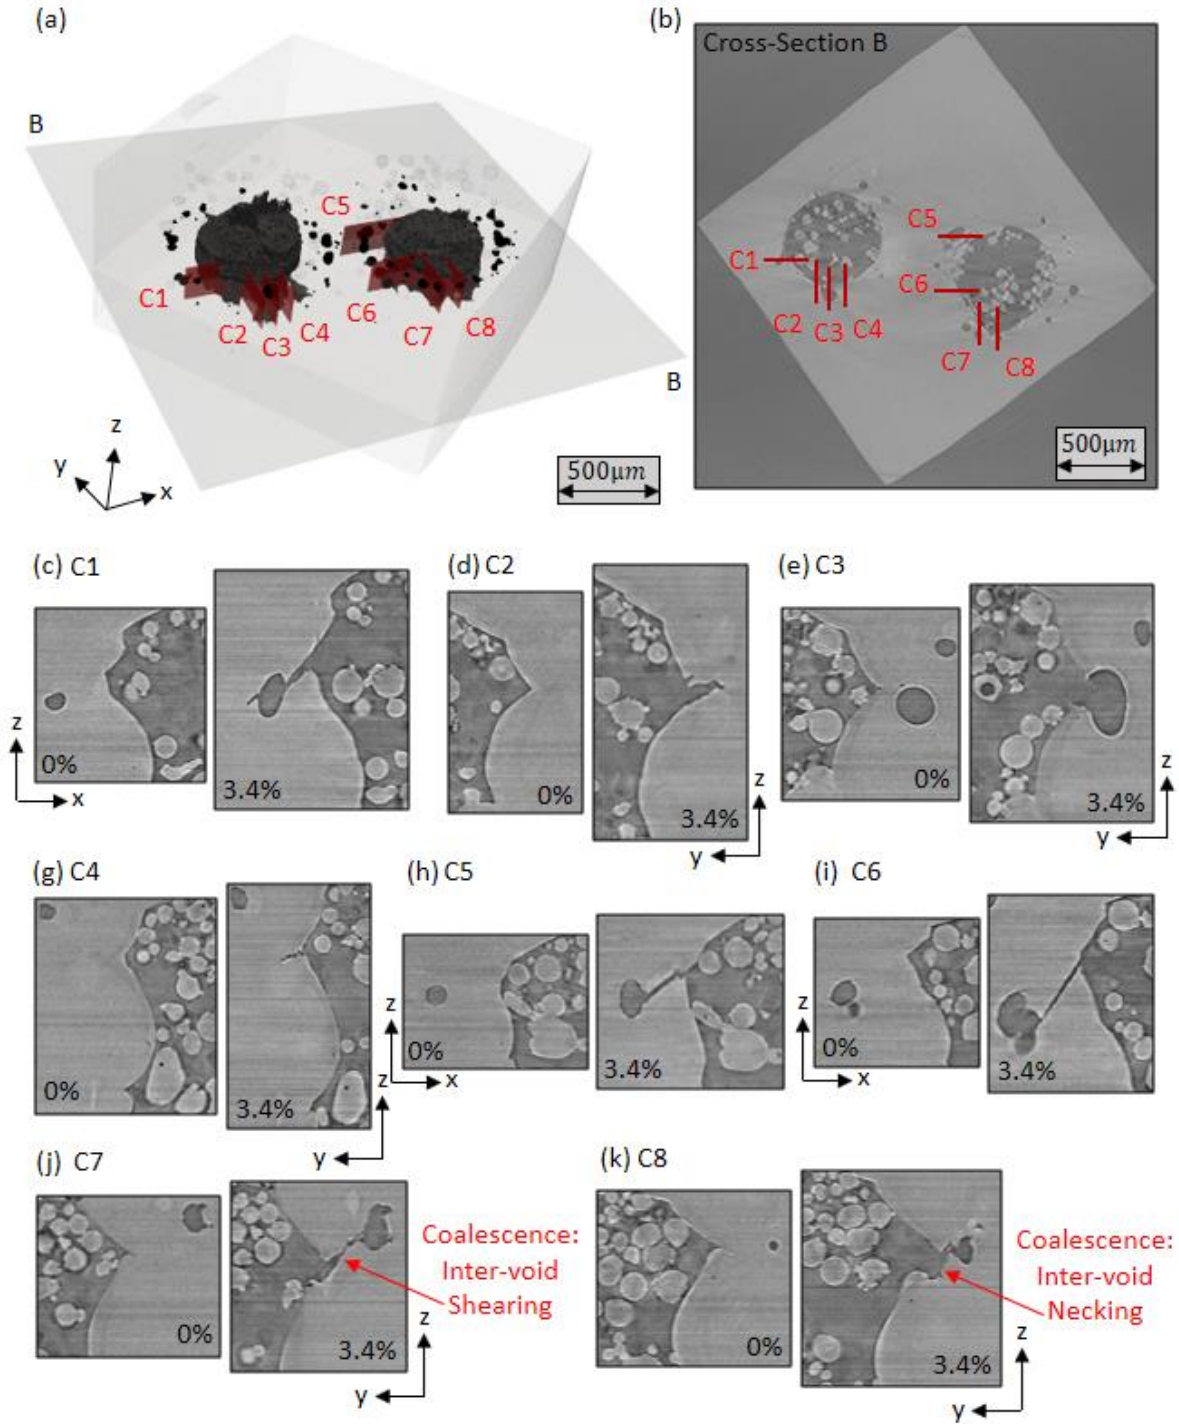 (a)
(b)
Cross-Section B
B
C5
C1
C2
C3
C4
C6
C7
C8
B
z
y
x
500μm
C5
C1
C6
C2
C3
C4
C7
C8
500μm
(c) C1
(d) C2
(e) C3
0%
3.4%
z
x
0%
3.4%
z
y
0%
3.4%
z
y
(g) C4
(h) C5
(i) C6
0%
3.4%
z
y
0%
3.4%
z
x
0%
3.4%
z
x
(j) C7
(k) C8
0%
3.4%
Coalescence:
Inter-void
Shearing
z
y
0%
3.4%
Coalescence:
Inter-void
Necking
z
y